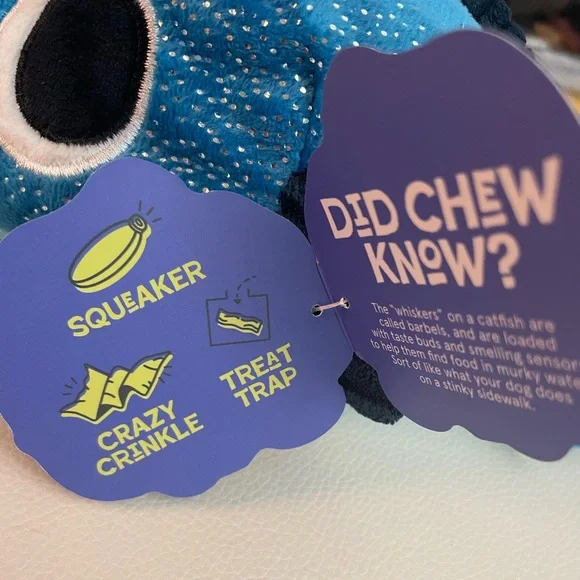 SQUEAKER
TREAT
TRAP
CRAZY
CRINKLE
DID CHEW
KNOW?
The "whiskers" on a catfish are
called barbels, and are loaded
with taste buds and smelling sensor
to help them find food in murky wate
Sort of like what your dog does
on a stinky sidewalk.